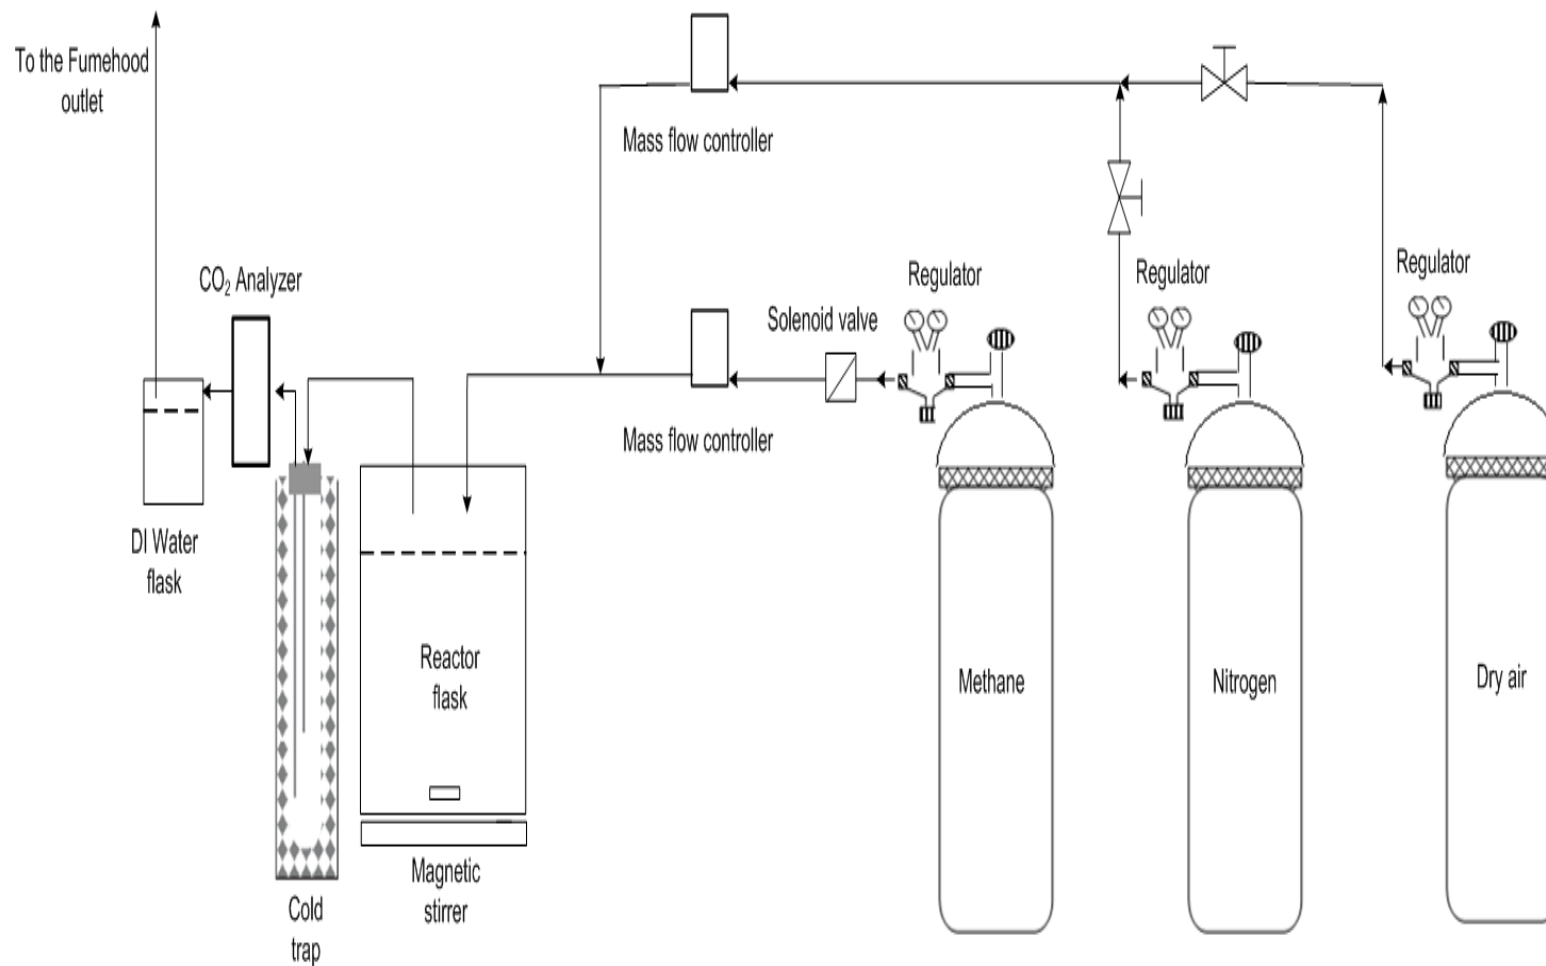 To the Fumehood
outlet
Mass flow controller
CO₂ Analyzer
Solenoid valve
Regulator
Regulator
Regulator
Mass flow controller
DI Water
flask
Reactor
flask
Methane
Nitrogen
Dry air
Magnetic
stirrer
Cold
trap